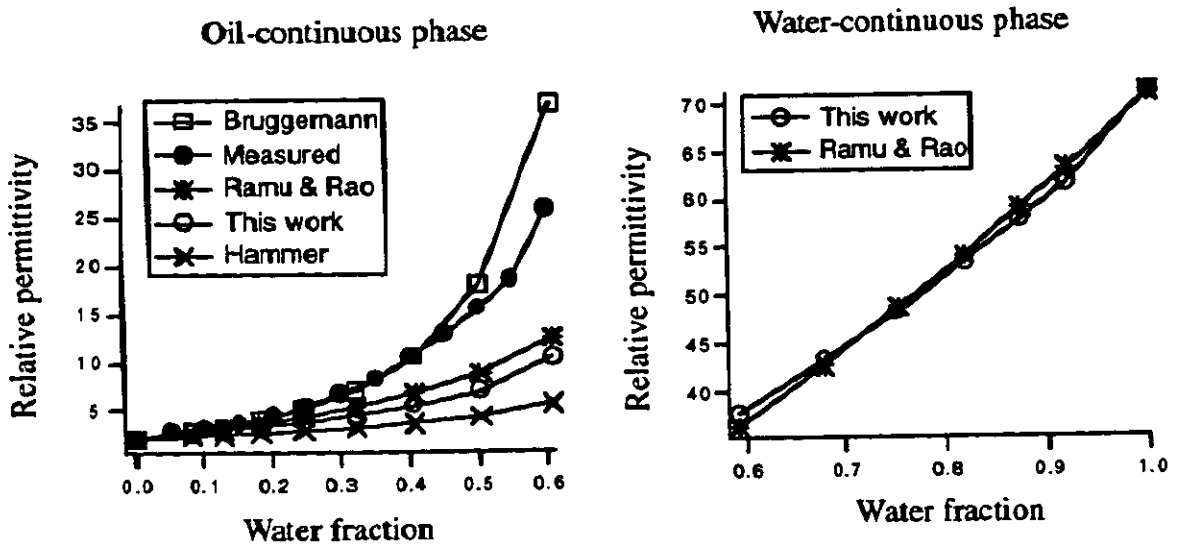 Oil-continuous phase
Relative permittivity
35
30
25
20
15
10
5
Bruggemann
Measured
Ramu & Rao
This work
Hammer
0.0 0.1 0.2 0.3 0.4 0.5 0.6
Water fraction
Water-continuous phase
Relative permittivity
70
65
60
55
50
45
40
This work
Ramu & Rao
0.6 0.7 0.8 0.9 1.0
Water fraction